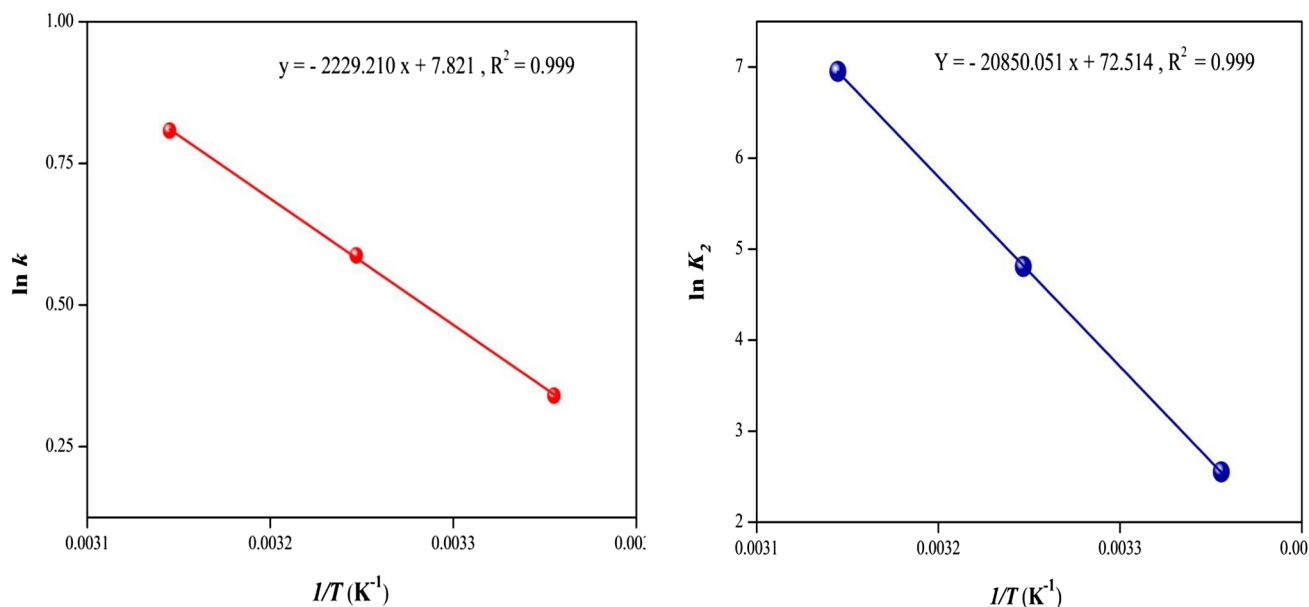 1.00
0.75
0.50
0.25
y = - 2229.210 x + 7.821 , R² = 0.999
ln k
0.0031
0.0032
0.0033
1/T (K⁻¹)
7
6
5
4
3
2
Y = - 20850.051 x + 72.514 , R² = 0.999
ln K₂
0.0031
0.0032
0.0033
0.00
1/T (K⁻¹)